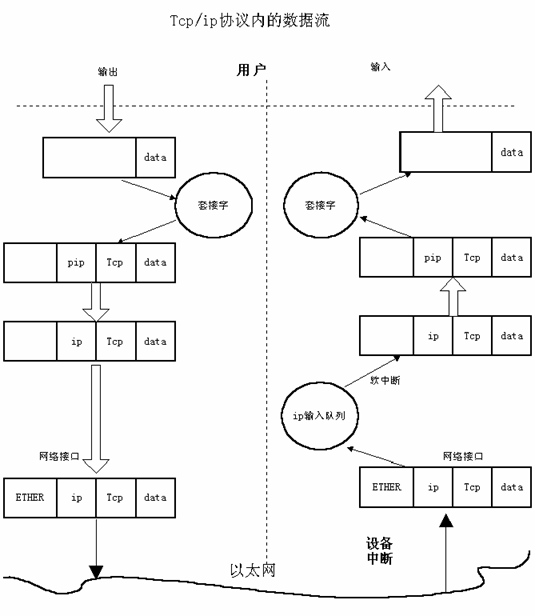 Tcp/ip协议内的数据流
输出
用户
输入
data
data
套接字
套接字
pip Tcp data
pip Tcp data
ip Tcp data
ip Tcp data
软中断
ip输入队列
网络接口
网络接口
ETHER ip Tcp data
ETHER ip Tcp data
设备
中断
以太网